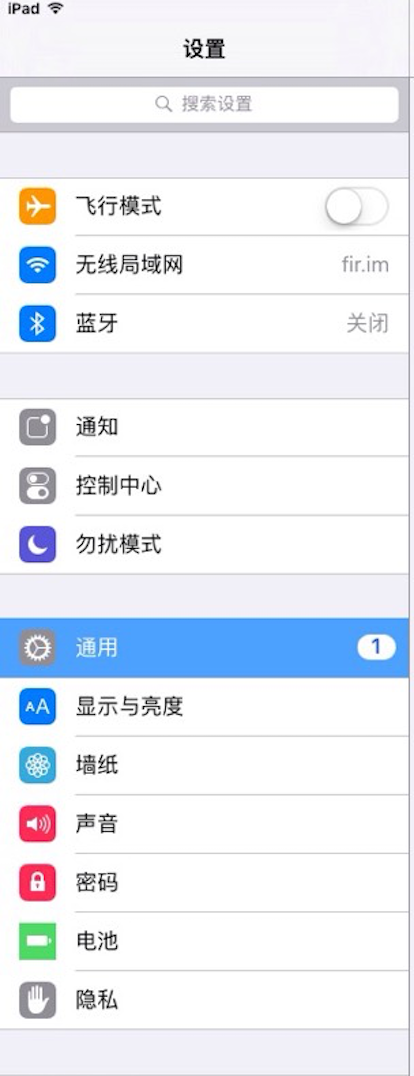 iPad
设置
搜索设置
飞行模式
无线局域网 fir.im
蓝牙 关闭
通知
控制中心
勿扰模式
通用 1
AA 显示与亮度
墙纸
声音
密码
电池
隐私